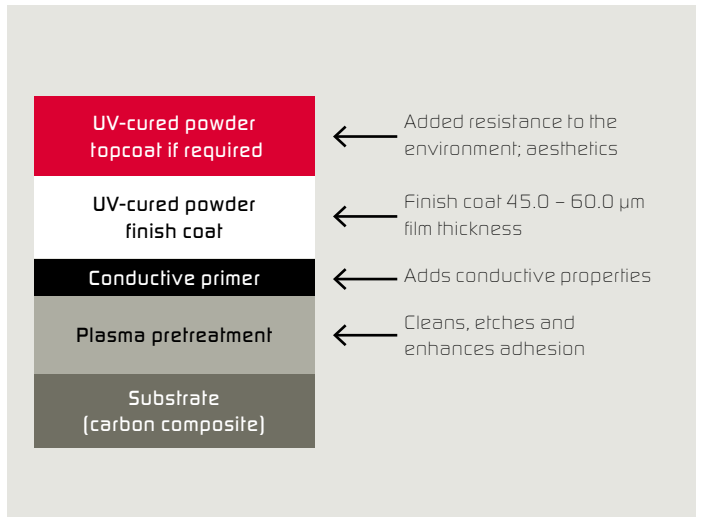 UV-cured powder
topcoat if required
Added resistance to the
environment; aesthetics
UV-cured powder
finish coat
Finish coat 45.0 – 60.0 µm
film thickness
Conductive primer
Adds conductive properties
Plasma pretreatment
Cleans, etches and
enhances adhesion
Substrate
(carbon composite)